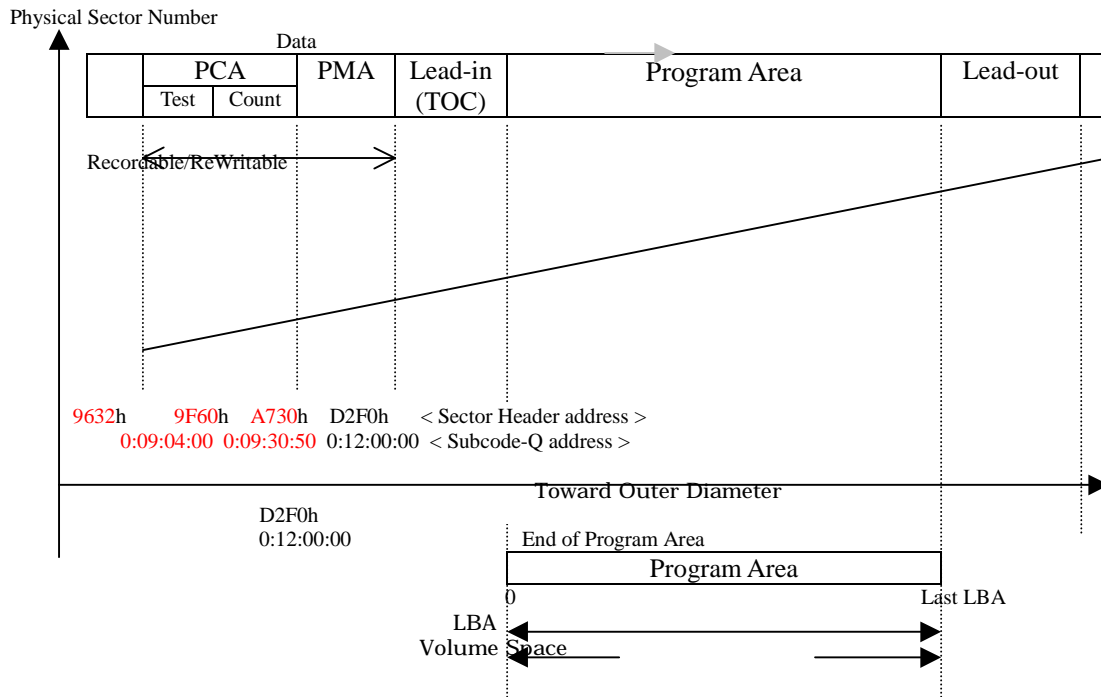 Physical Sector Number
Data
PCA PMA Lead-in Program Area Lead-out
Test Count (TOC)
Recordable/ReWritable
9632h 9F60h A730h D2F0h < Sector Header address >
0:09:04:00 0:09:30:50 0:12:00:00 < Subcode-Q address >
Toward Outer Diameter
D2F0h
0:12:00:00
End of Program Area
Program Area
0 Last LBA
LBA
Volume Space